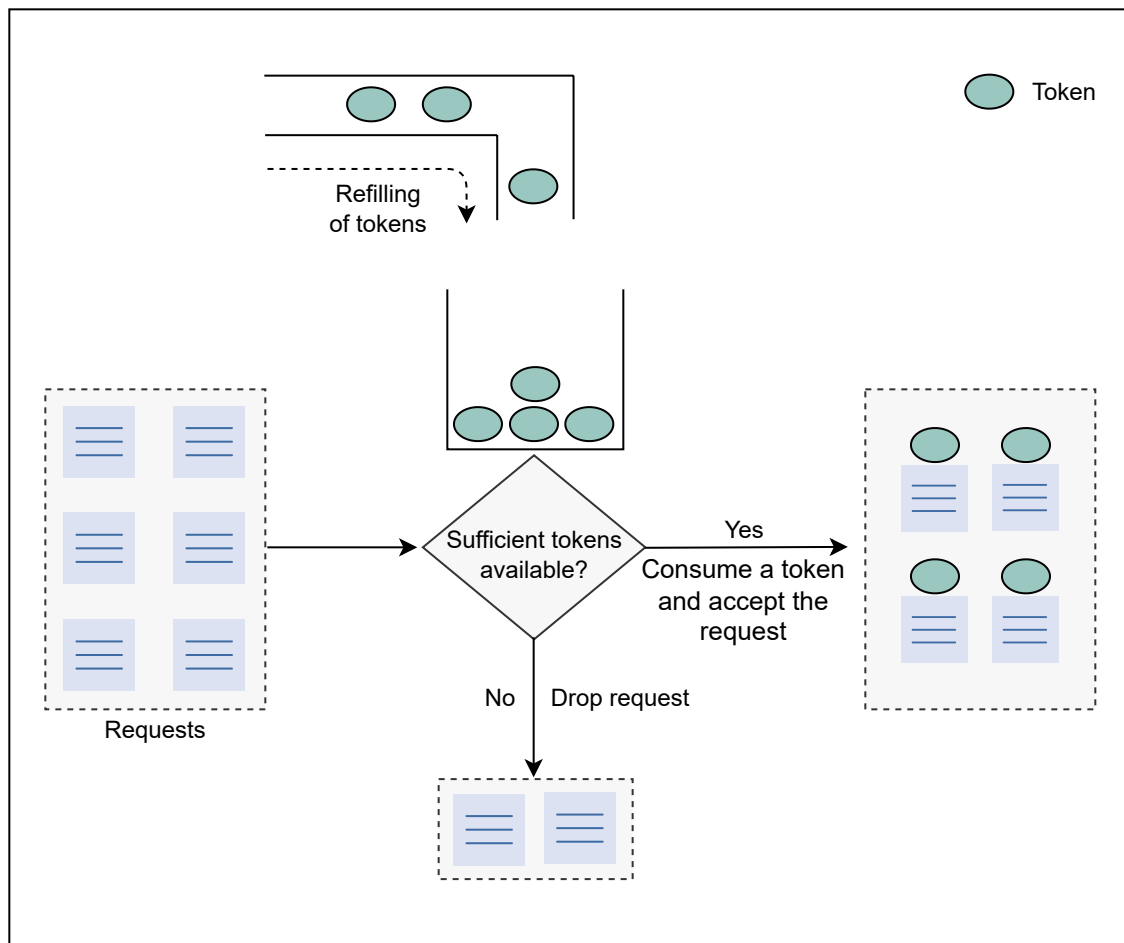 Token
Refilling
of tokens
Sufficient tokens
available?
Yes
Consume a token
and accept the
request
No
Drop request
Requests